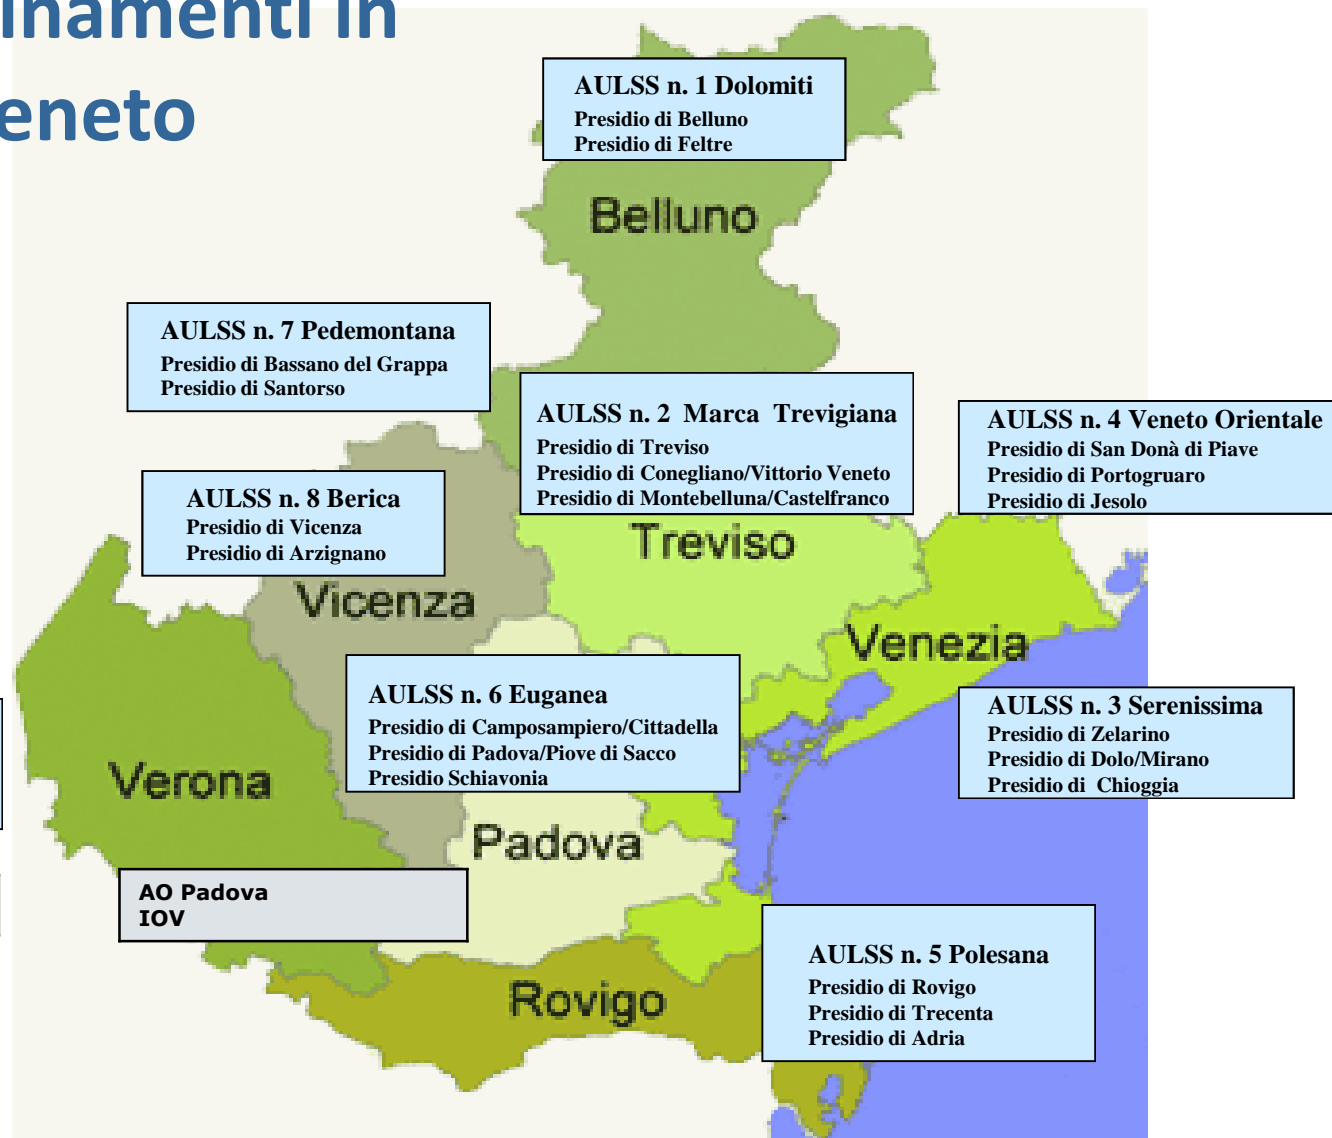 inamenti in
eneto
AULSS n. 1 Dolomiti
Presidio di Belluno
Presidio di Feltre
Belluno
AULSS n. 7 Pedemontana
Presidio di Bassano del Grappa
Presidio di Santorso
AULSS n. 2 Marca Trevigiana
Presidio di Treviso
Presidio di Conegliano/Vittorio Veneto
Presidio di Montebelluna/Castelfranco
AULSS n. 4 Veneto Orientale
Presidio di San Donà di Piave
Presidio di Portogruaro
Presidio di Jesolo
AULSS n. 8 Berica
Presidio di Vicenza
Presidio di Arzignano
Treviso
Vicenza
Venezia
AULSS n. 6 Euganea
Presidio di Camposampiero/Cittadella
Presidio di Padova/Piove di Sacco
Presidio Schiavonia
AULSS n. 3 Serenissima
Presidio di Zelarino
Presidio di Dolo/Mirano
Presidio di Chioggia
Verona
Padova
AO Padova
IOV
AULSS n. 5 Polesana
Presidio di Rovigo
Presidio di Trecenta
Presidio di Adria
Rovigo